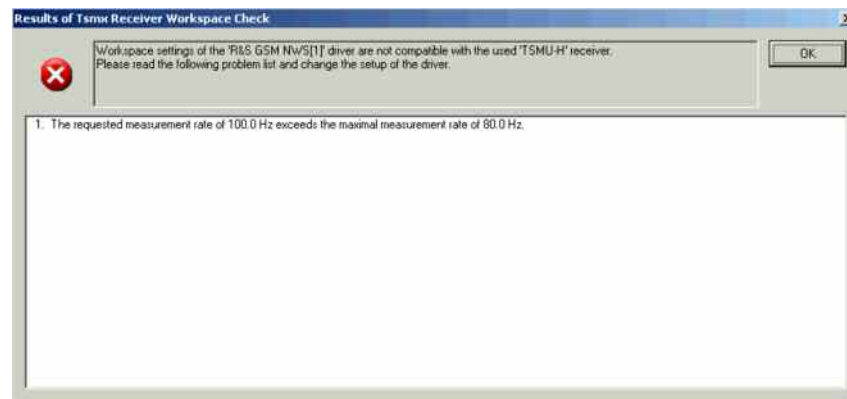 Results of Tsmx Receiver Workspace Check
Workspace settings of the 'R&S GSM NWS[1]' driver are not compatible with the used 'TSMU-H' receiver.
Please read the following problem list and change the setup of the driver.
OK
1. The requested measurement rate of 100.0 Hz exceeds the maximal measurement rate of 80.0 Hz.